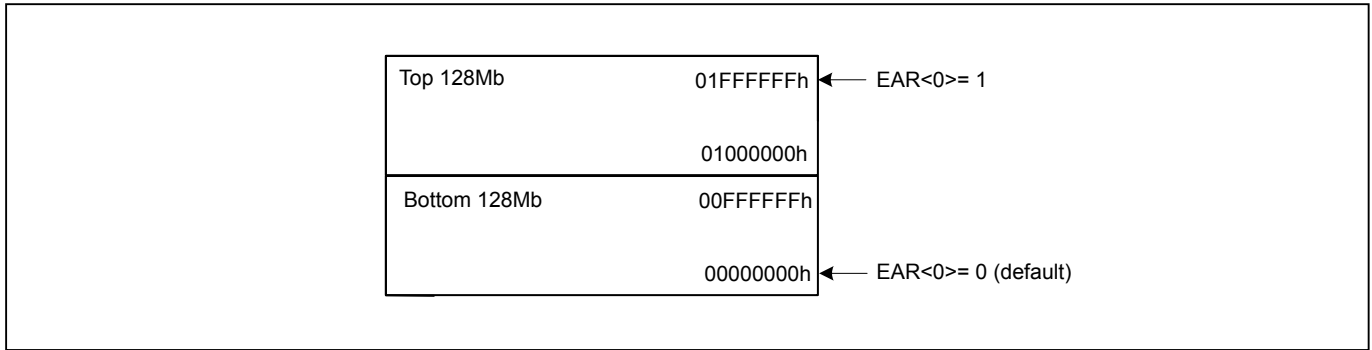 Top 128Mb 01FFFFFFh EAR<0>= 1
01000000h
Bottom 128Mb 00FFFFFFh
00000000h EAR<0>= 0 (default)